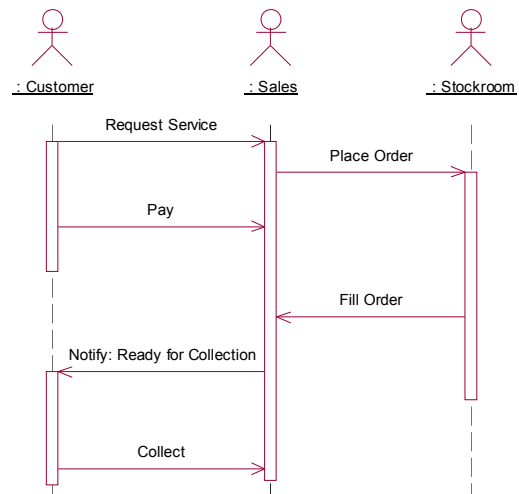 : Customer
: Sales
: Stockroom
Request Service
Place Order
Pay
Fill Order
Notify: Ready for Collection
Collect